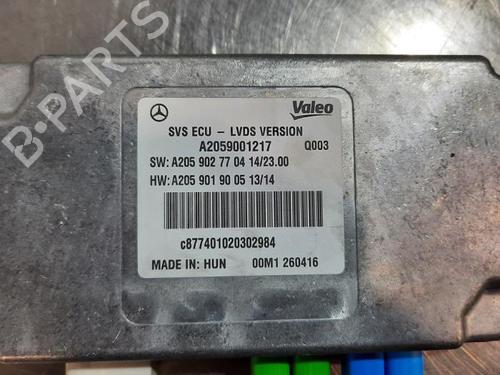 B-PARTS
Valeo
SVS ECU - LVDS VERSION
A2059001217 Q003
SW: A205 902 77 04 14/23.00
HW: A205 901 90 05 13/14
c877401020302984
MADE IN: HUN 00M1 260416